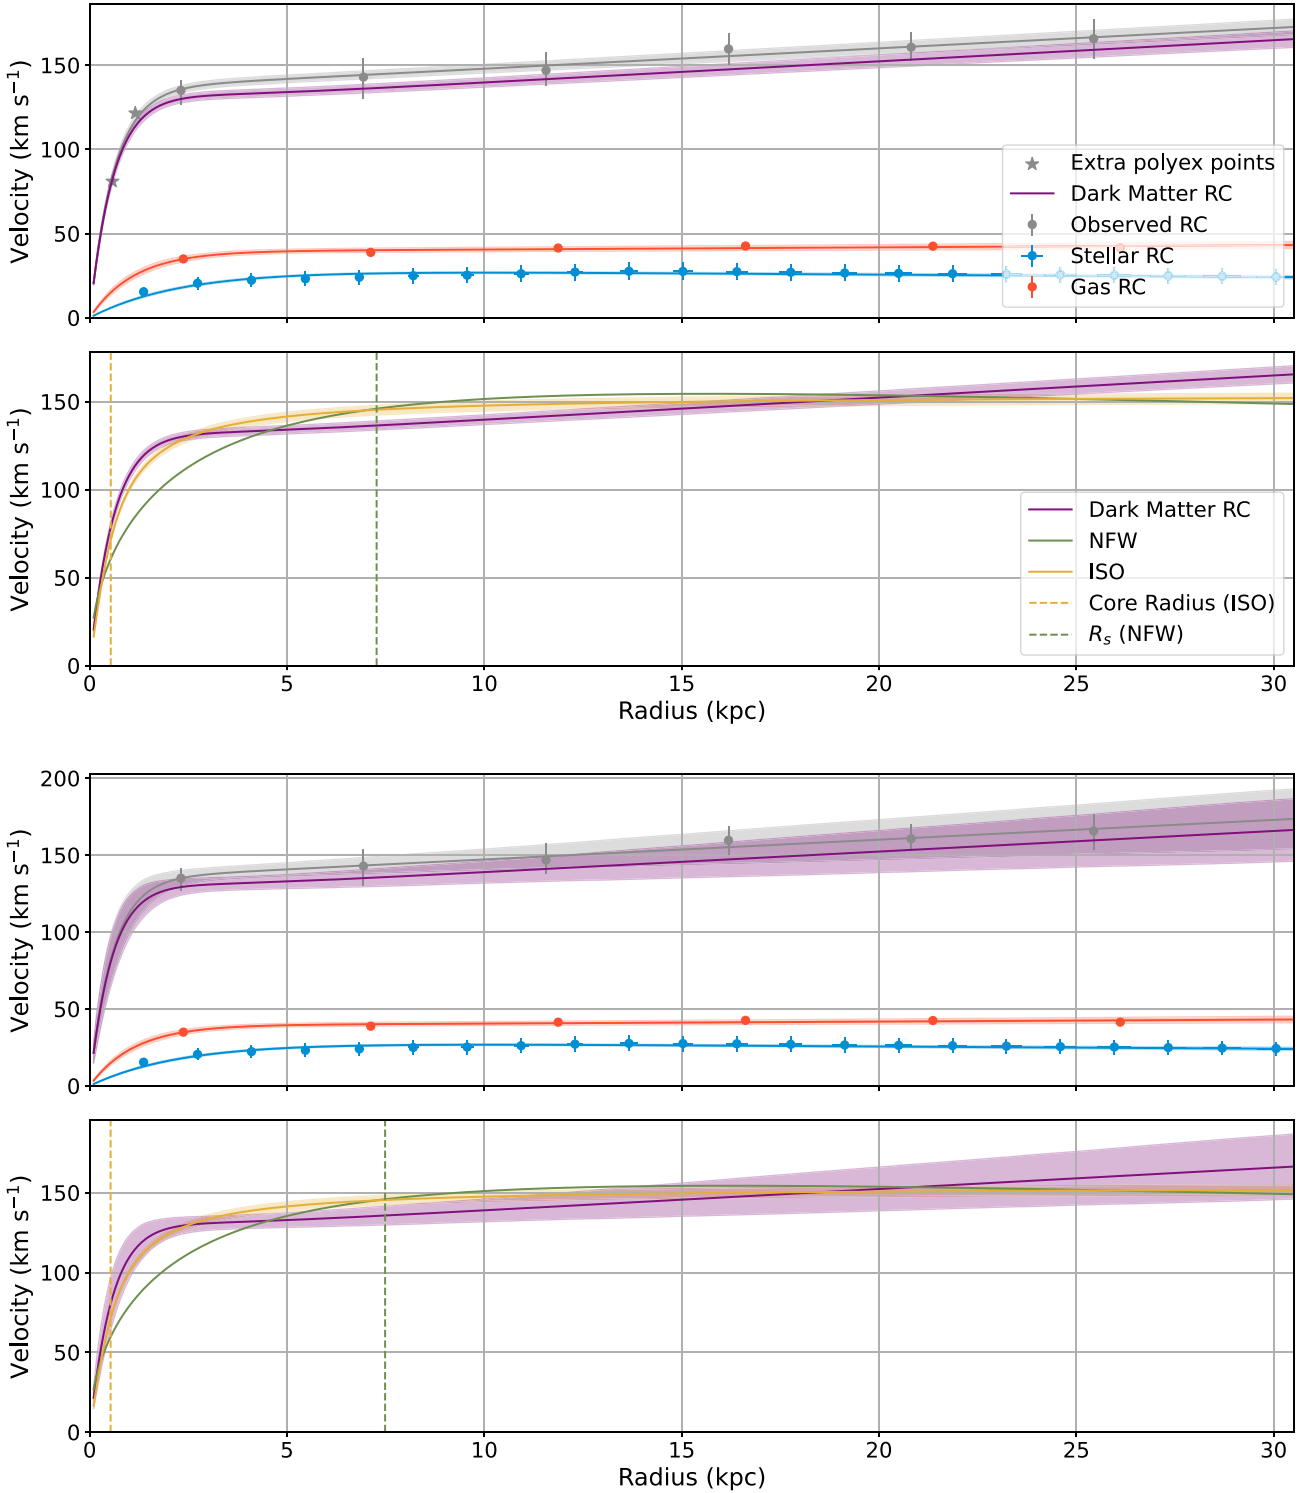 150
100
50
0
Velocity (km s⁻¹)
Extra polyex points
Dark Matter RC
Observed RC
Stellar RC
Gas RC
150
100
50
0
Velocity (km s⁻¹)
Dark Matter RC
NFW
ISO
Core Radius (ISO)
Rₛ (NFW)
0 5 10 15 20 25 30
Radius (kpc)
200
150
100
50
0
Velocity (km s⁻¹)
150
100
50
0
Velocity (km s⁻¹)
0 5 10 15 20 25 30
Radius (kpc)